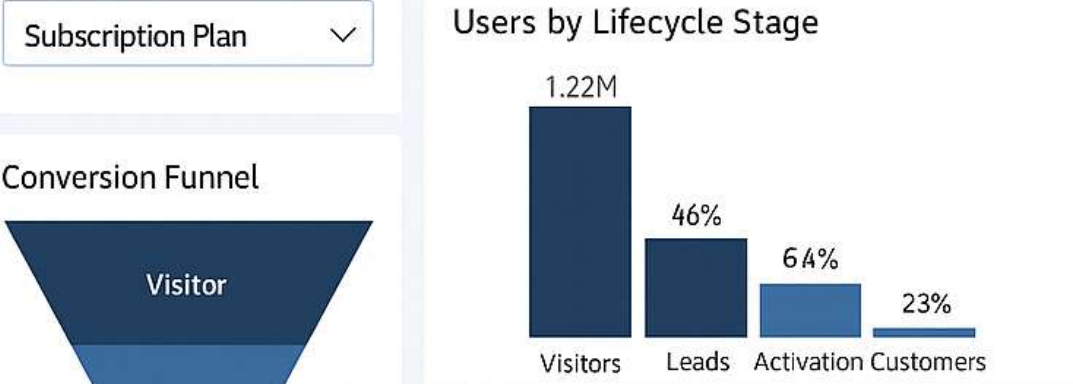 Subscription Plan
Conversion Funnel
Visitor
Users by Lifecycle Stage
1.22M
46%
64%
23%
Visitors
Leads
Activation
Customers